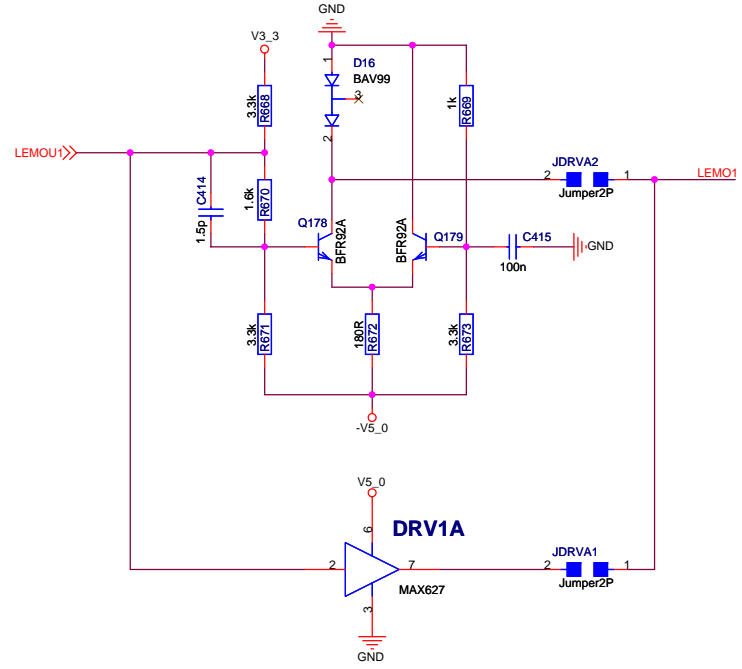 GND
V3_3
1
D16
BAV99
3
2
3.3k
R668
1k
R669
LEMOU1
C414
1.5p
1.6k
R670
JDRVA2
2
1
Jumper2P
LEMO1
Q178
BFR92A
BFR92A
Q179
C415
100n
GND
3.3k
R671
180R
R672
3.3k
R673
-V5_0
V5_0
6
DRV1A
2
7
MAX627
3
GND
JDRVA1
2
1
Jumper2P